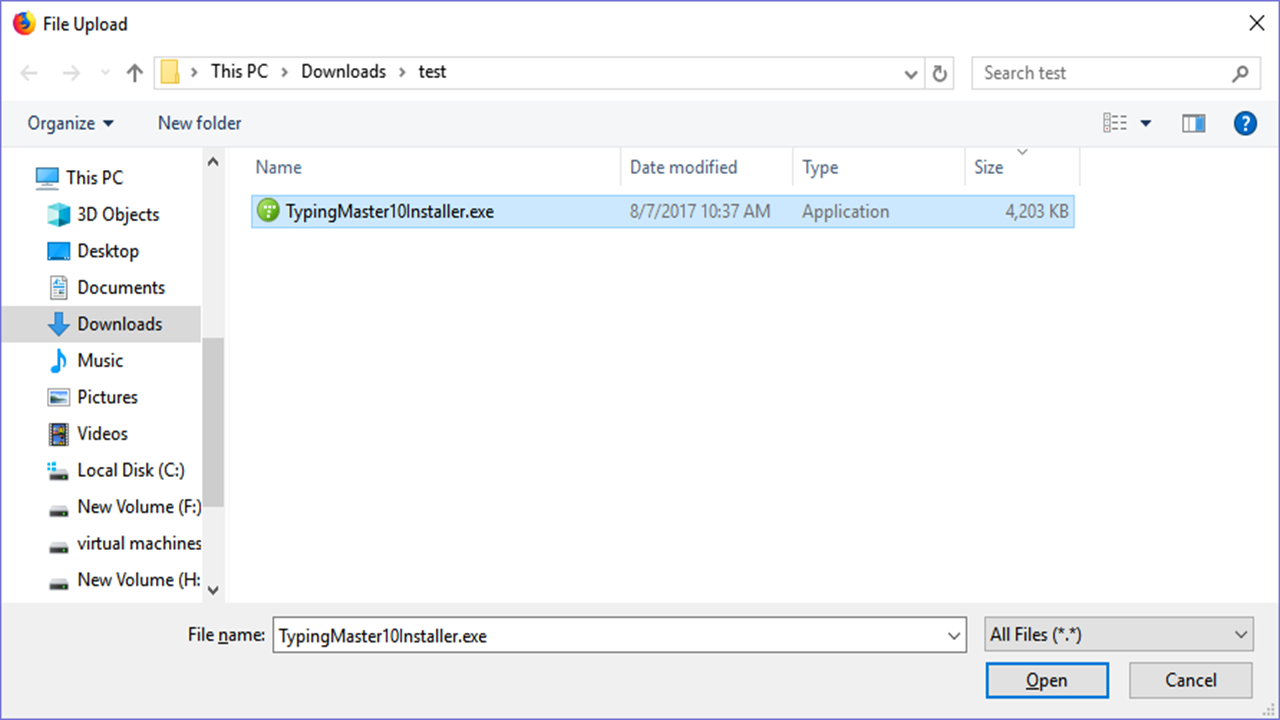 File Upload
This PC > Downloads > test
Search test
Organize
New folder
?
Name
Date modified
Type
Size
TypingMaster10Installer.exe
8/7/2017 10:37 AM
Application
4,203 KB
This PC
3D Objects
Desktop
Documents
Downloads
Music
Pictures
Videos
Local Disk (C:)
New Volume (F:)
virtual machines
New Volume (H:
File name:
TypingMaster10Installer.exe
All Files (*.*)
Open
Cancel